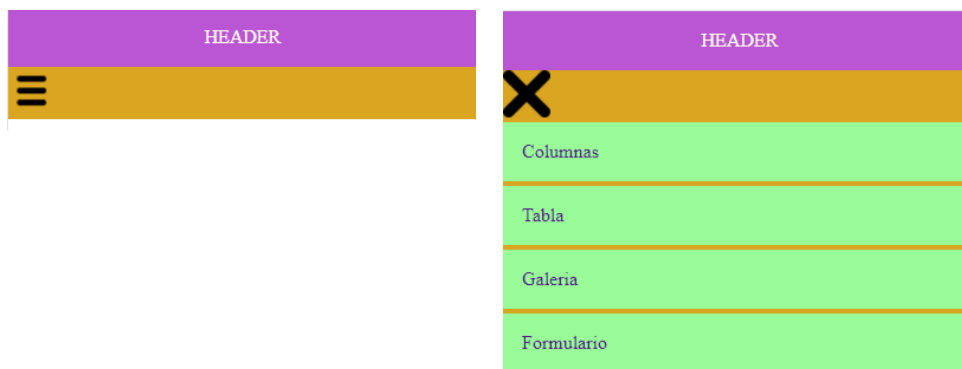 HEADER
HEADER
Columnas
Tabla
Galeria
Formulario